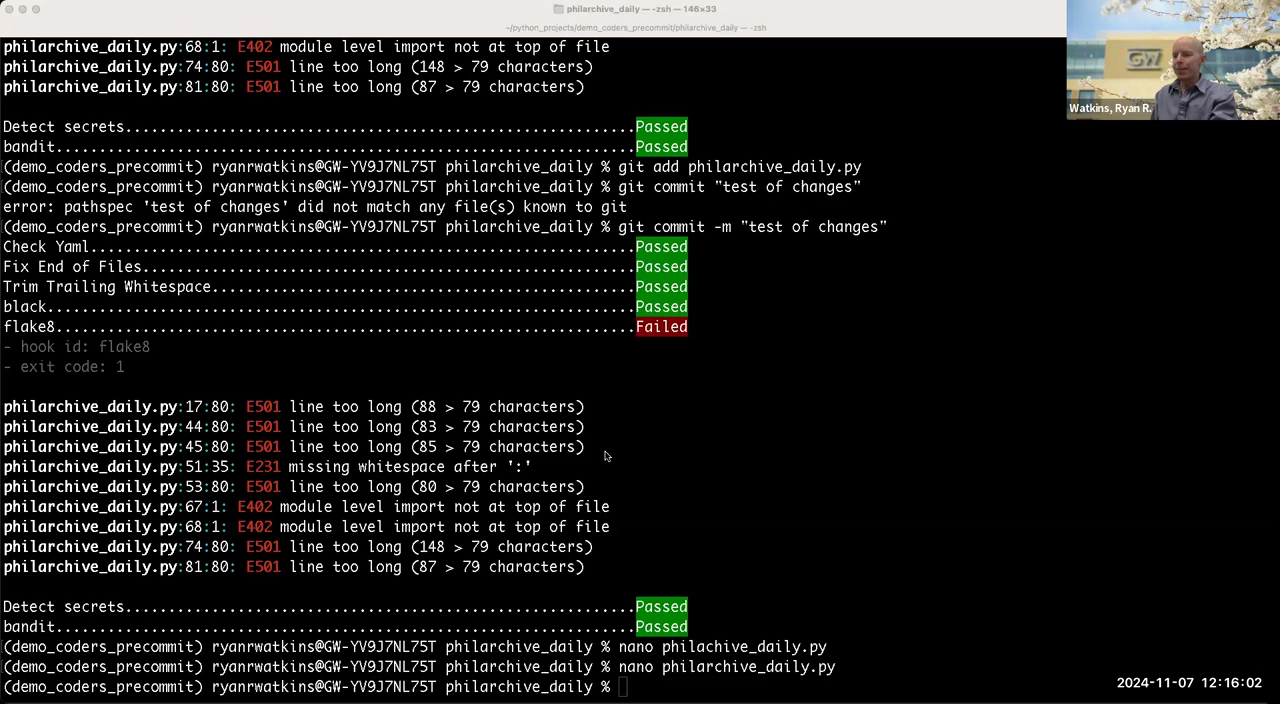 philarchive_daily — -zsh — 146×33
~/python_projects/demo_coders_precommit/philarchive_daily — -zsh
philarchive_daily.py:68:1: E402 module level import not at top of file
philarchive_daily.py:74:80: E501 line too long (148 > 79 characters)
philarchive_daily.py:81:80: E501 line too long (87 > 79 characters)
Detect secrets...........................................................Passed
bandit...................................................................Passed
(demo_coders_precommit) ryanrwatkins@GW-YV9J7NL75T philarchive_daily % git add philarchive_daily.py
(demo_coders_precommit) ryanrwatkins@GW-YV9J7NL75T philarchive_daily % git commit "test of changes"
error: pathspec 'test of changes' did not match any file(s) known to git
(demo_coders_precommit) ryanrwatkins@GW-YV9J7NL75T philarchive_daily % git commit -m "test of changes"
Check Yaml...............................................................Passed
Fix End of Files.........................................................Passed
Trim Trailing Whitespace.................................................Passed
black....................................................................Passed
flake8...................................................................Failed
- hook id: flake8
- exit code: 1
philarchive_daily.py:17:80: E501 line too long (88 > 79 characters)
philarchive_daily.py:44:80: E501 line too long (83 > 79 characters)
philarchive_daily.py:45:80: E501 line too long (85 > 79 characters)
philarchive_daily.py:51:35: E231 missing whitespace after ':'
philarchive_daily.py:53:80: E501 line too long (80 > 79 characters)
philarchive_daily.py:67:1: E402 module level import not at top of file
philarchive_daily.py:68:1: E402 module level import not at top of file
philarchive_daily.py:74:80: E501 line too long (148 > 79 characters)
philarchive_daily.py:81:80: E501 line too long (87 > 79 characters)
Detect secrets...........................................................Passed
bandit...................................................................Passed
(demo_coders_precommit) ryanrwatkins@GW-YV9J7NL75T philarchive_daily % nano philachive_daily.py
(demo_coders_precommit) ryanrwatkins@GW-YV9J7NL75T philarchive_daily % nano philarchive_daily.py
(demo_coders_precommit) ryanrwatkins@GW-YV9J7NL75T philarchive_daily %
GW
Watkins, Ryan R.
2024-11-07 12:16:02